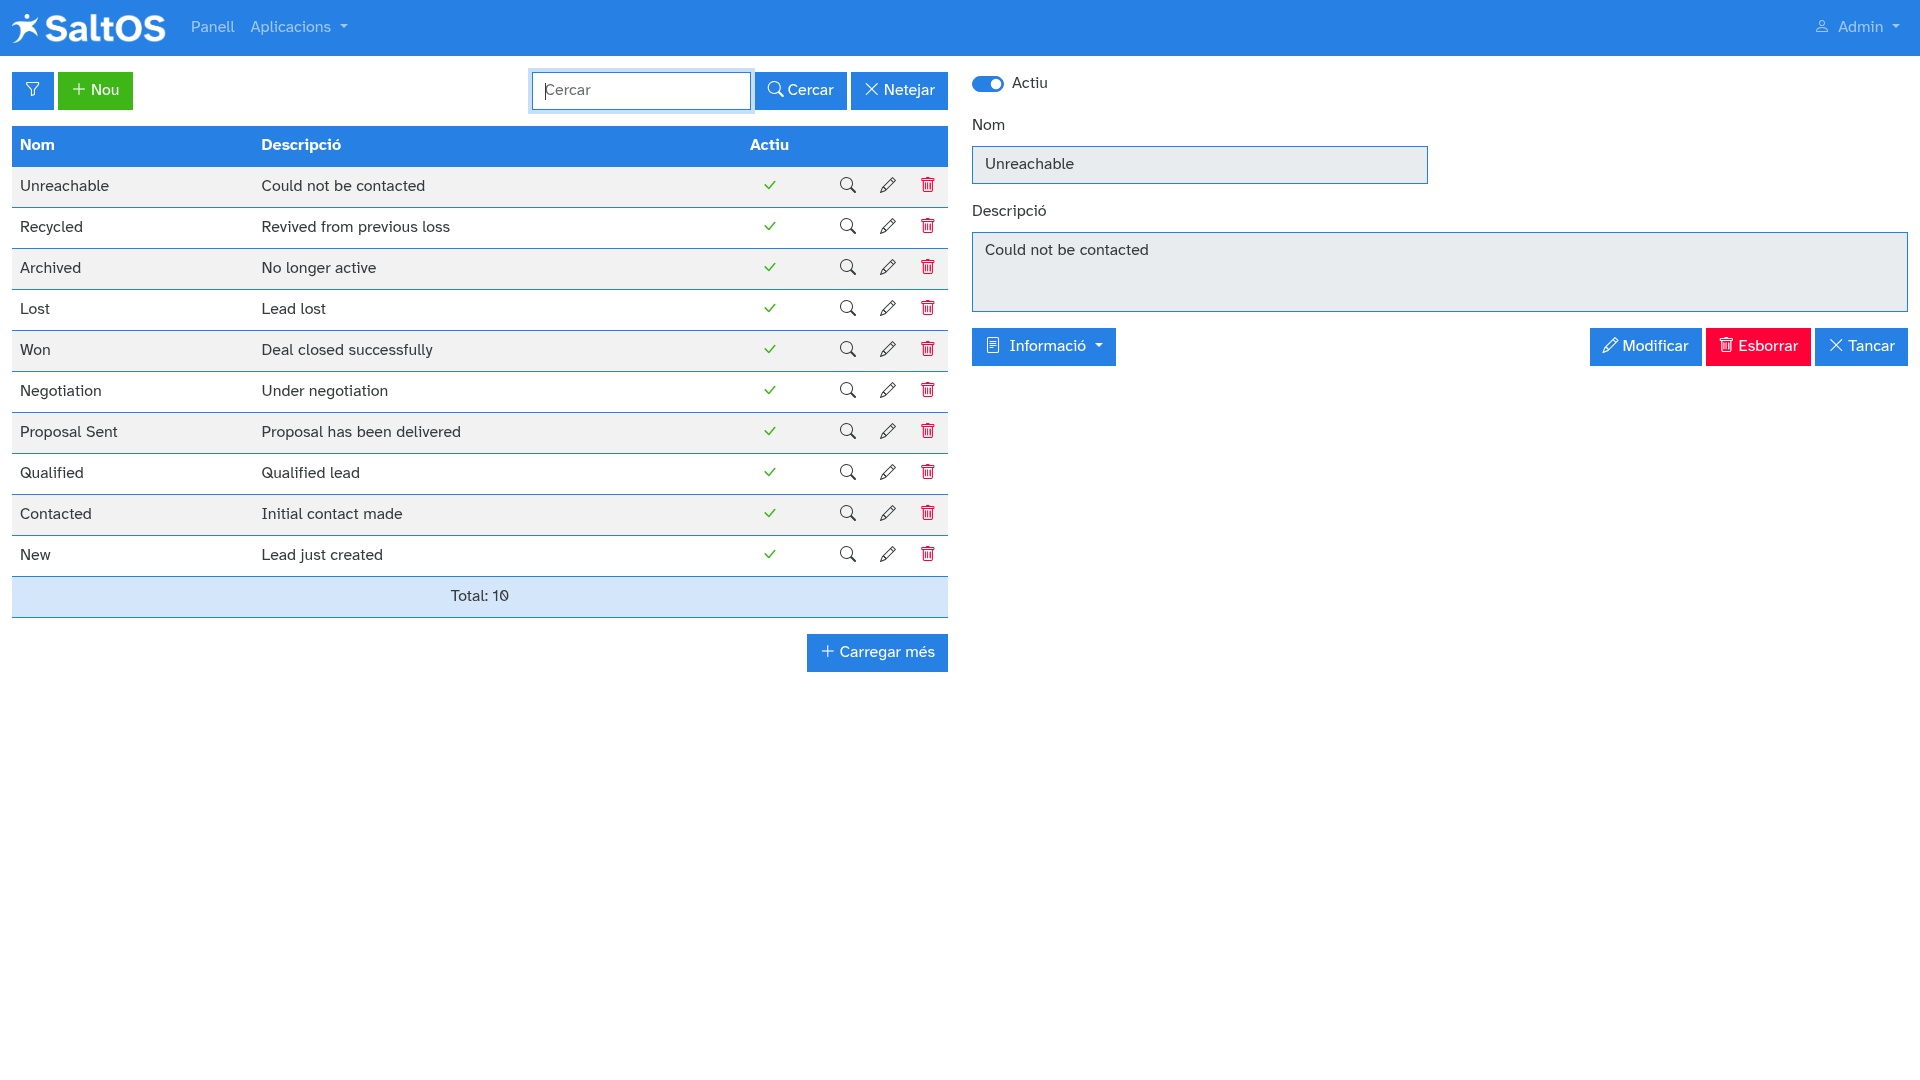 SaltOS Panell Aplicacions Admin
Nou Cercar Cercar Netejar
Nom Descripció Actiu
Unreachable Could not be contacted
Recycled Revived from previous loss
Archived No longer active
Lost Lead lost
Won Deal closed successfully
Negotiation Under negotiation
Proposal Sent Proposal has been delivered
Qualified Qualified lead
Contacted Initial contact made
New Lead just created
Total: 10
Carregar més
Actiu
Nom
Unreachable
Descripció
Could not be contacted
Informació Modificar Esborrar Tancar